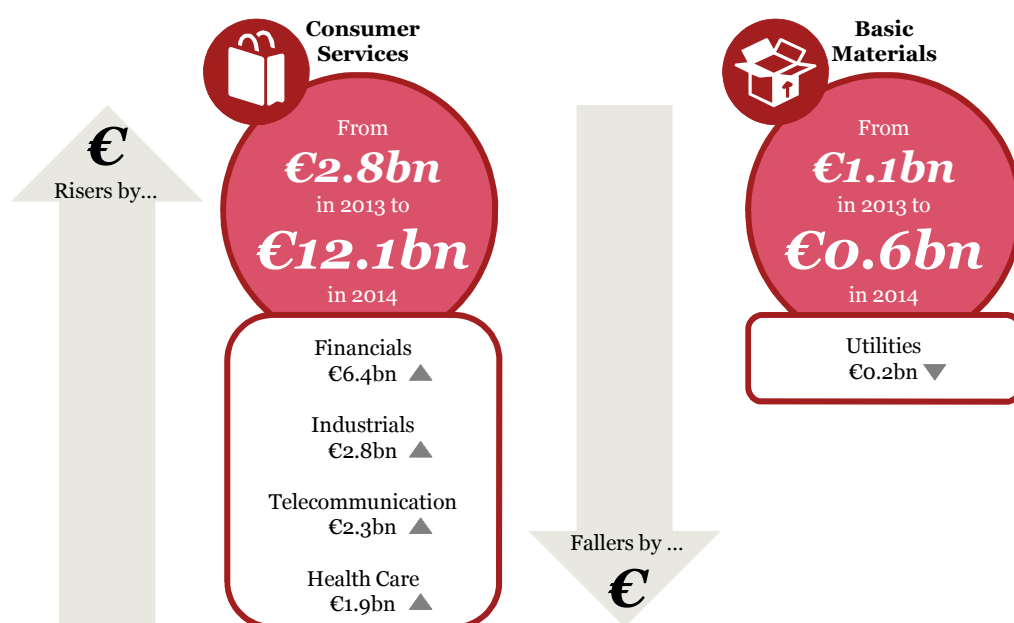 Consumer
Services
From
€2.8bn
in 2013 to
€12.1bn
in 2014
€
Risers by...
Financials
€6.4bn
Industrials
€2.8bn
Telecommunication
€2.3bn
Health Care
€1.9bn
Basic
Materials
From
€1.1bn
in 2013 to
€0.6bn
in 2014
Utilities
€0.2bn
Fallers by ...
€